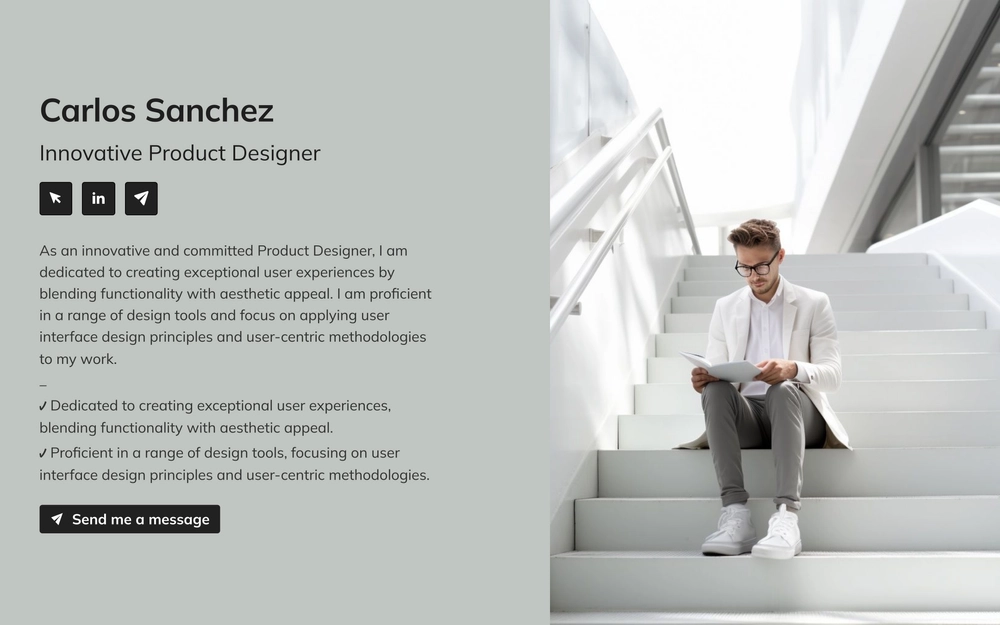 Carlos Sanchez
Innovative Product Designer
in
As an innovative and committed Product Designer, I am
dedicated to creating exceptional user experiences by
blending functionality with aesthetic appeal. I am proficient
in a range of design tools and focus on applying user
interface design principles and user-centric methodologies
to my work.
–
✓ Dedicated to creating exceptional user experiences,
blending functionality with aesthetic appeal.
✓ Proficient in a range of design tools, focusing on user
interface design principles and user-centric methodologies.
Send me a message